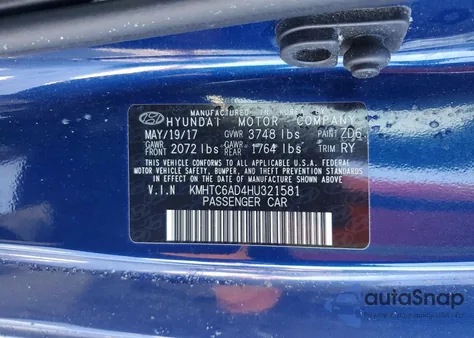 MANUFACTURED IN KOREA
HYUNDAI MOTOR COMPANY
MAY/19/17 GVWR 3748 lbs PAINT ZD6
GAWR FRONT 2072 lbs GAWR REAR 1764 lbs TRIM RY
THIS VEHICLE CONFORMS TO ALL APPLICABLE U.S.A. FEDERAL
MOTOR VEHICLE SAFETY, BUMPER, AND THEFT PREVENTION
STANDARDS IN EFFECT ON THE DATE OF MANUFACTURE
SHOWN ABOVE.
V.I.N KMHTC6AD4HU321581
PASSENGER CAR
autoSnap